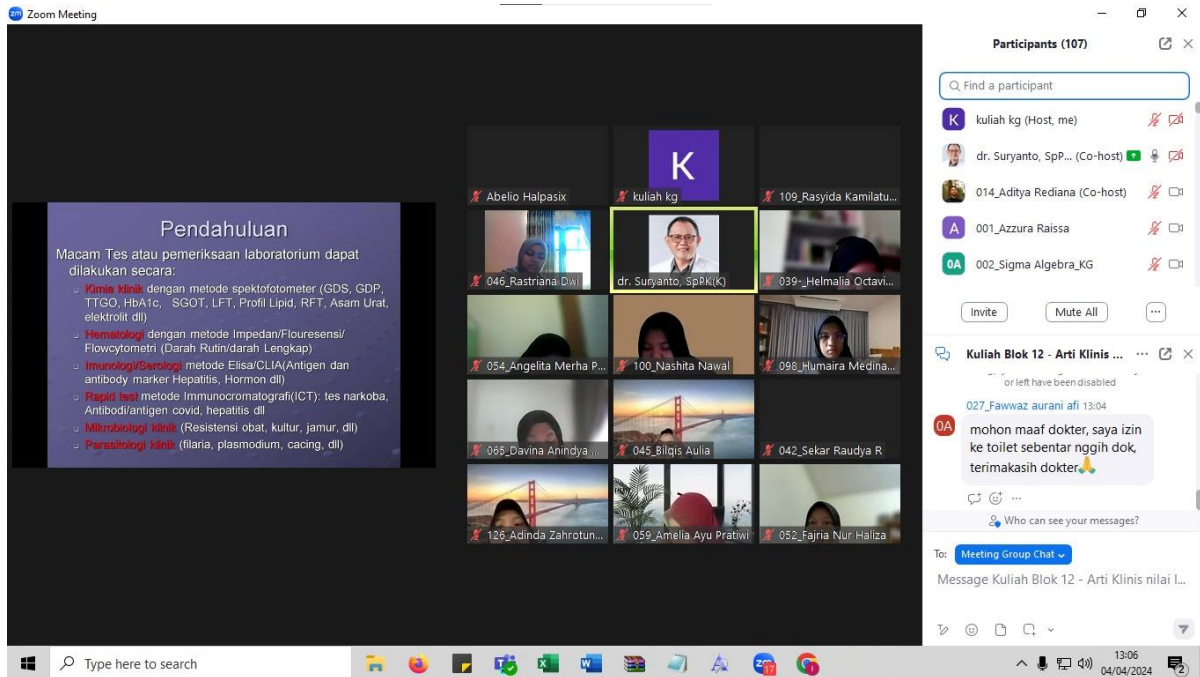 zm Zoom Meeting
Pendahuluan
Macam Tes atau pemeriksaan laboratorium dapat
dilakukan secara:
Kimia klinik dengan metode spektofotometer (GDS, GDP,
TTGO, HbA1c, SGOT, LFT, Profil Lipid, RFT, Asam Urat,
elektrolit dll)
Hematologi dengan metode Impedan/Flouresensi/
Flowcytometri (Darah Rutin/darah Lengkap)
Imunologi/Serologi metode Elisa/CLIA(Antigen dan
antibody marker Hepatitis, Hormon dll)
Rapid test metode Immunocromatografi(ICT): tes narkoba,
Antibodi/antigen covid, hepatitis dll
Mikrobiologi klinik (Resistensi obat, kultur, jamur, dll)
Parasitologi klinik (filaria, plasmodium, cacing, dll)
K
Abelio Halpasix
kuliah kg
109_Rasyida Kamilatu...
046_Rastriana Dwi
dr. Suryanto, SpPK(K)
039-_Helmalia Octavi...
054_Angelita Merha P...
100_Nashita Nawal
098_Humaira Medina...
065_Davina Anindya ...
045_Bilqis Aulia
042_Sekar Raudya R
126_Adinda Zahrotun...
059_Amelia Ayu Pratiwi
052_Fajria Nur Haliza
Participants (107)
Find a participant
K kuliah kg (Host, me)
dr. Suryanto, SpP... (Co-host)
014_Aditya Rediana (Co-host)
A 001_Azzura Raissa
0A 002_Sigma Algebra_KG
Invite
Mute All
...
Kuliah Blok 12 - Arti Klinis ...
or left have been disabled
027_Fawwaz aurani afi 13:04
0A
mohon maaf dokter, saya izin
ke toilet sebentar nggih dok,
terimakasih dokter🙏
Who can see your messages?
To: Meeting Group Chat
Message Kuliah Blok 12 - Arti Klinis nilai l...
Type here to search
17
13:06
04/04/2024
2